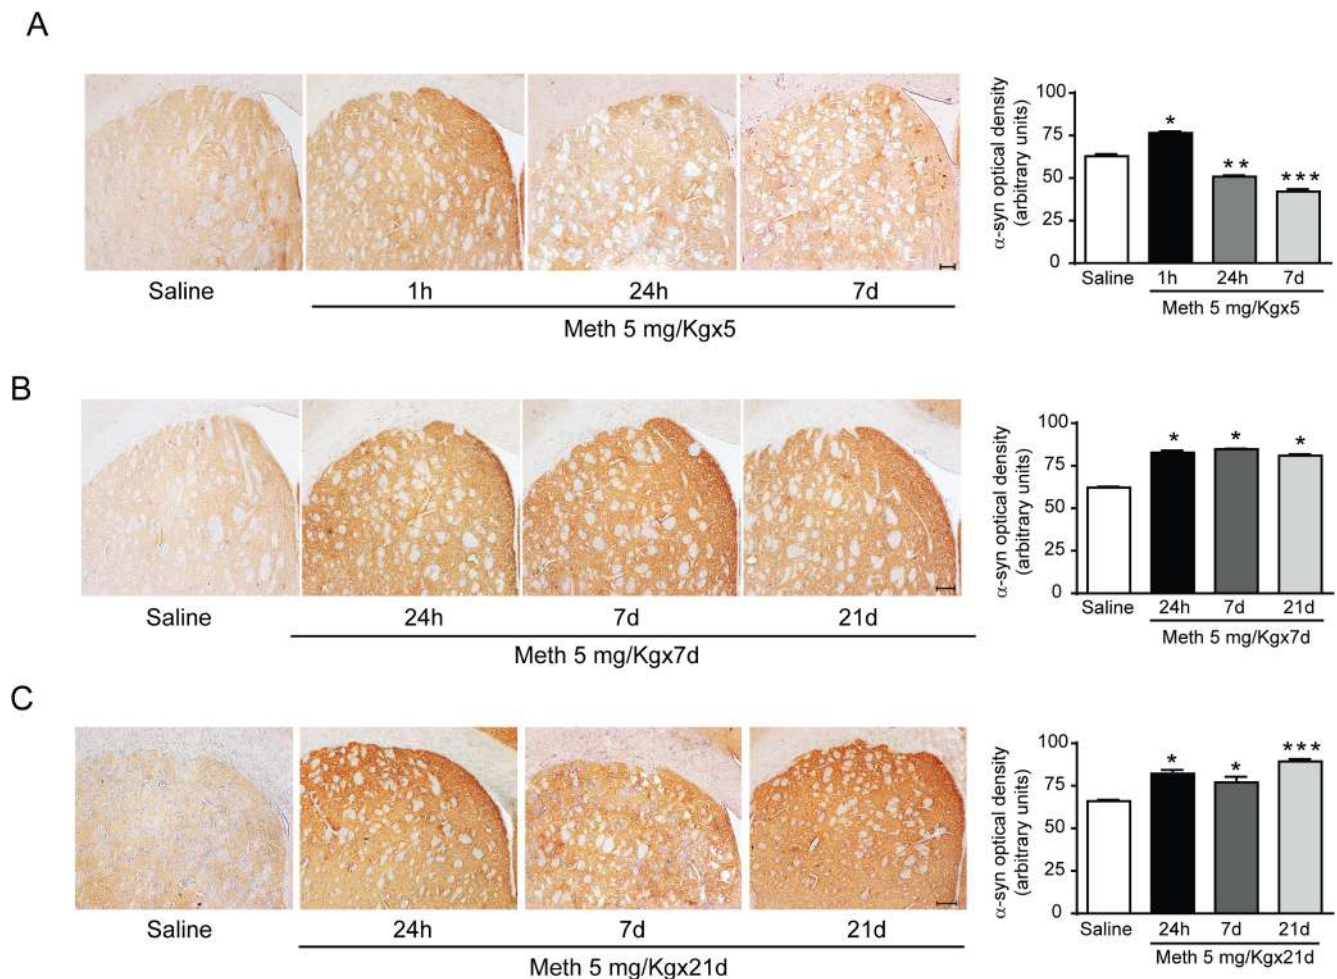 A
Saline 1h 24h 7d
Meth 5 mg/Kgx5
α-syn optical density
(arbitrary units)
100
75
50
25
0
* ** ***
Saline 1h 24h 7d
Meth 5 mg/Kgx5
B
Saline 24h 7d 21d
Meth 5 mg/Kgx7d
α-syn optical density
(arbitrary units)
100
75
50
25
0
* * *
Saline 24h 7d 21d
Meth 5 mg/Kgx7d
C
Saline 24h 7d 21d
Meth 5 mg/Kgx21d
α-syn optical density
(arbitrary units)
100
75
50
25
0
* * ***
Saline 24h 7d 21d
Meth 5 mg/Kgx21d